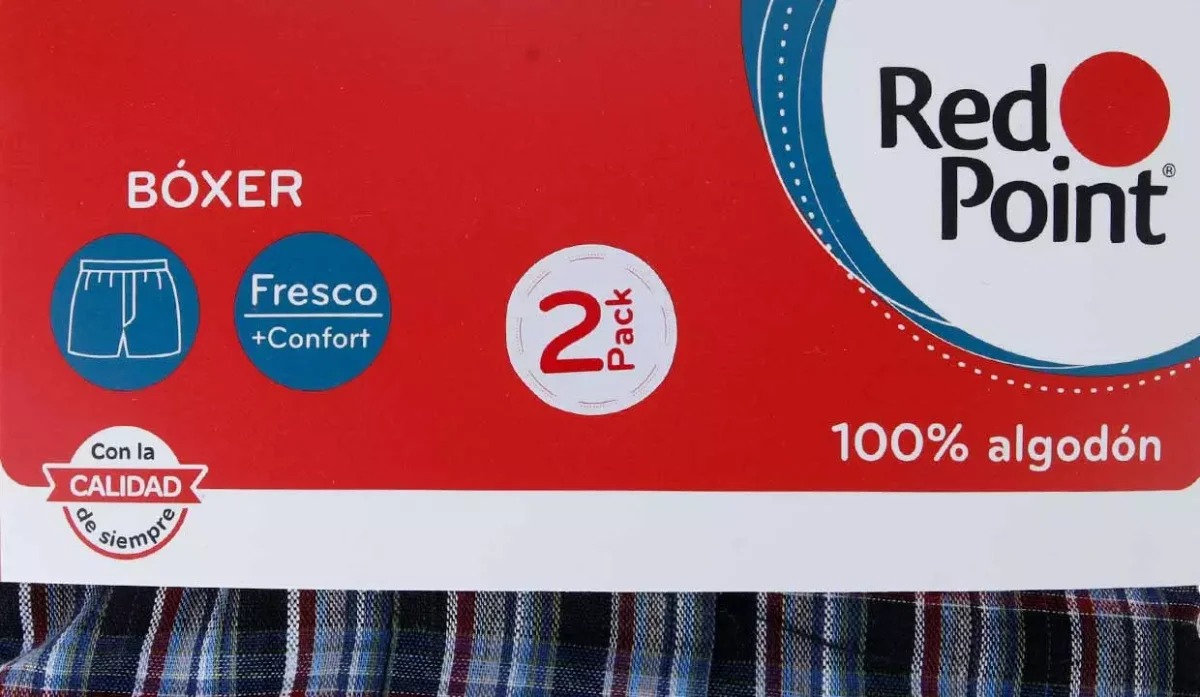 Red
Point®
BÓXER
Fresco
+Confort
2
Pack
100% algodón
Con la
CALIDAD
de siempre